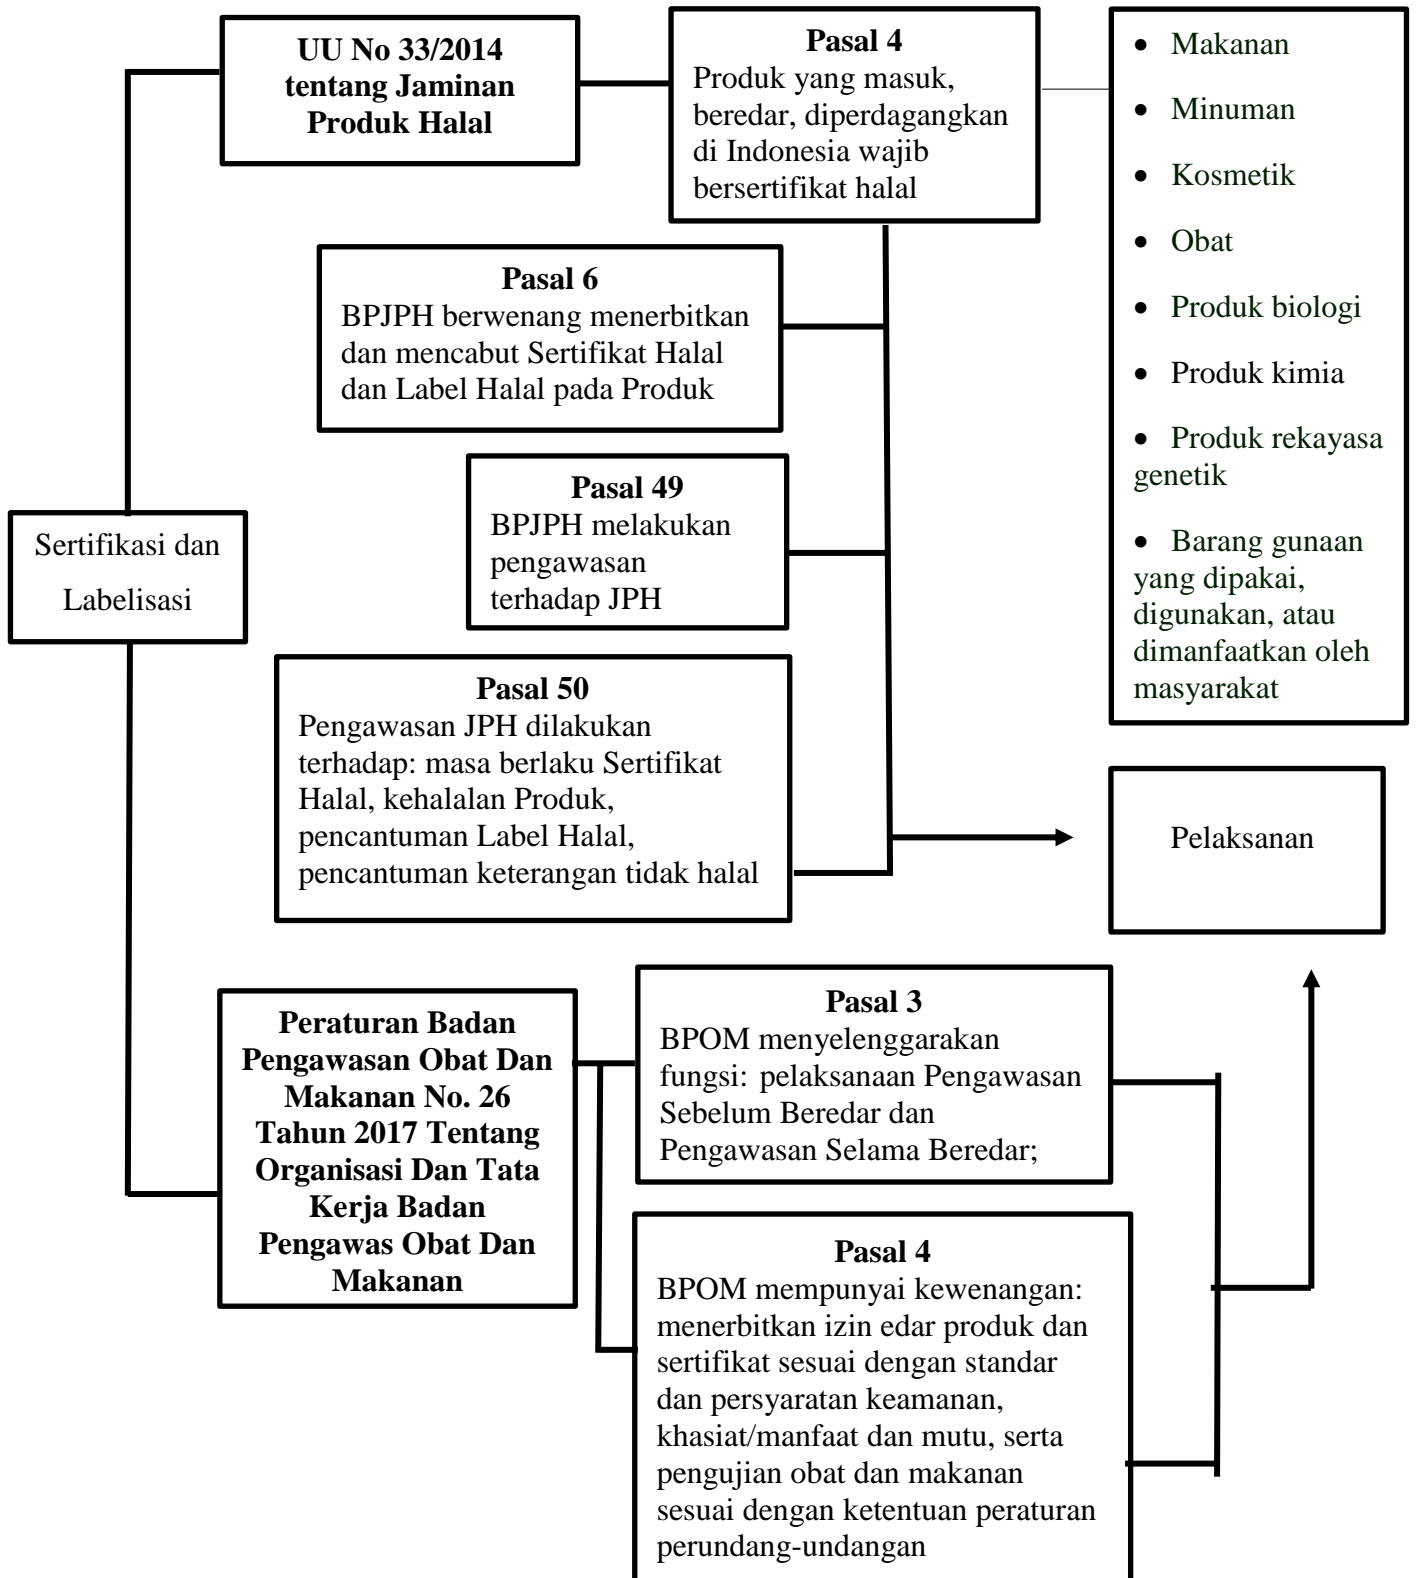 UU No 33/2014
tentang Jaminan
Produk Halal
Pasal 4
Produk yang masuk,
beredar, diperdagangkan
di Indonesia wajib
bersertifikat halal
• Makanan
• Minuman
• Kosmetik
• Obat
• Produk biologi
• Produk kimia
• Produk rekayasa
genetik
• Barang gunaan
yang dipakai,
digunakan, atau
dimanfaatkan oleh
masyarakat
Pasal 6
BPJPH berwenang menerbitkan
dan mencabut Sertifikat Halal
dan Label Halal pada Produk
Pasal 49
BPJPH melakukan
pengawasan
terhadap JPH
Sertifikasi dan
Labelisasi
Pasal 50
Pengawasan JPH dilakukan
terhadap: masa berlaku Sertifikat
Halal, kehalalan Produk,
pencantuman Label Halal,
pencantuman keterangan tidak halal
Pelaksanan
Peraturan Badan
Pengawasan Obat Dan
Makanan No. 26
Tahun 2017 Tentang
Organisasi Dan Tata
Kerja Badan
Pengawas Obat Dan
Makanan
Pasal 3
BPOM menyelenggarakan
fungsi: pelaksanaan Pengawasan
Sebelum Beredar dan
Pengawasan Selama Beredar;
Pasal 4
BPOM mempunyai kewenangan:
menerbitkan izin edar produk dan
sertifikat sesuai dengan standar
dan persyaratan keamanan,
khasiat/manfaat dan mutu, serta
pengujian obat dan makanan
sesuai dengan ketentuan peraturan
perundang-undangan